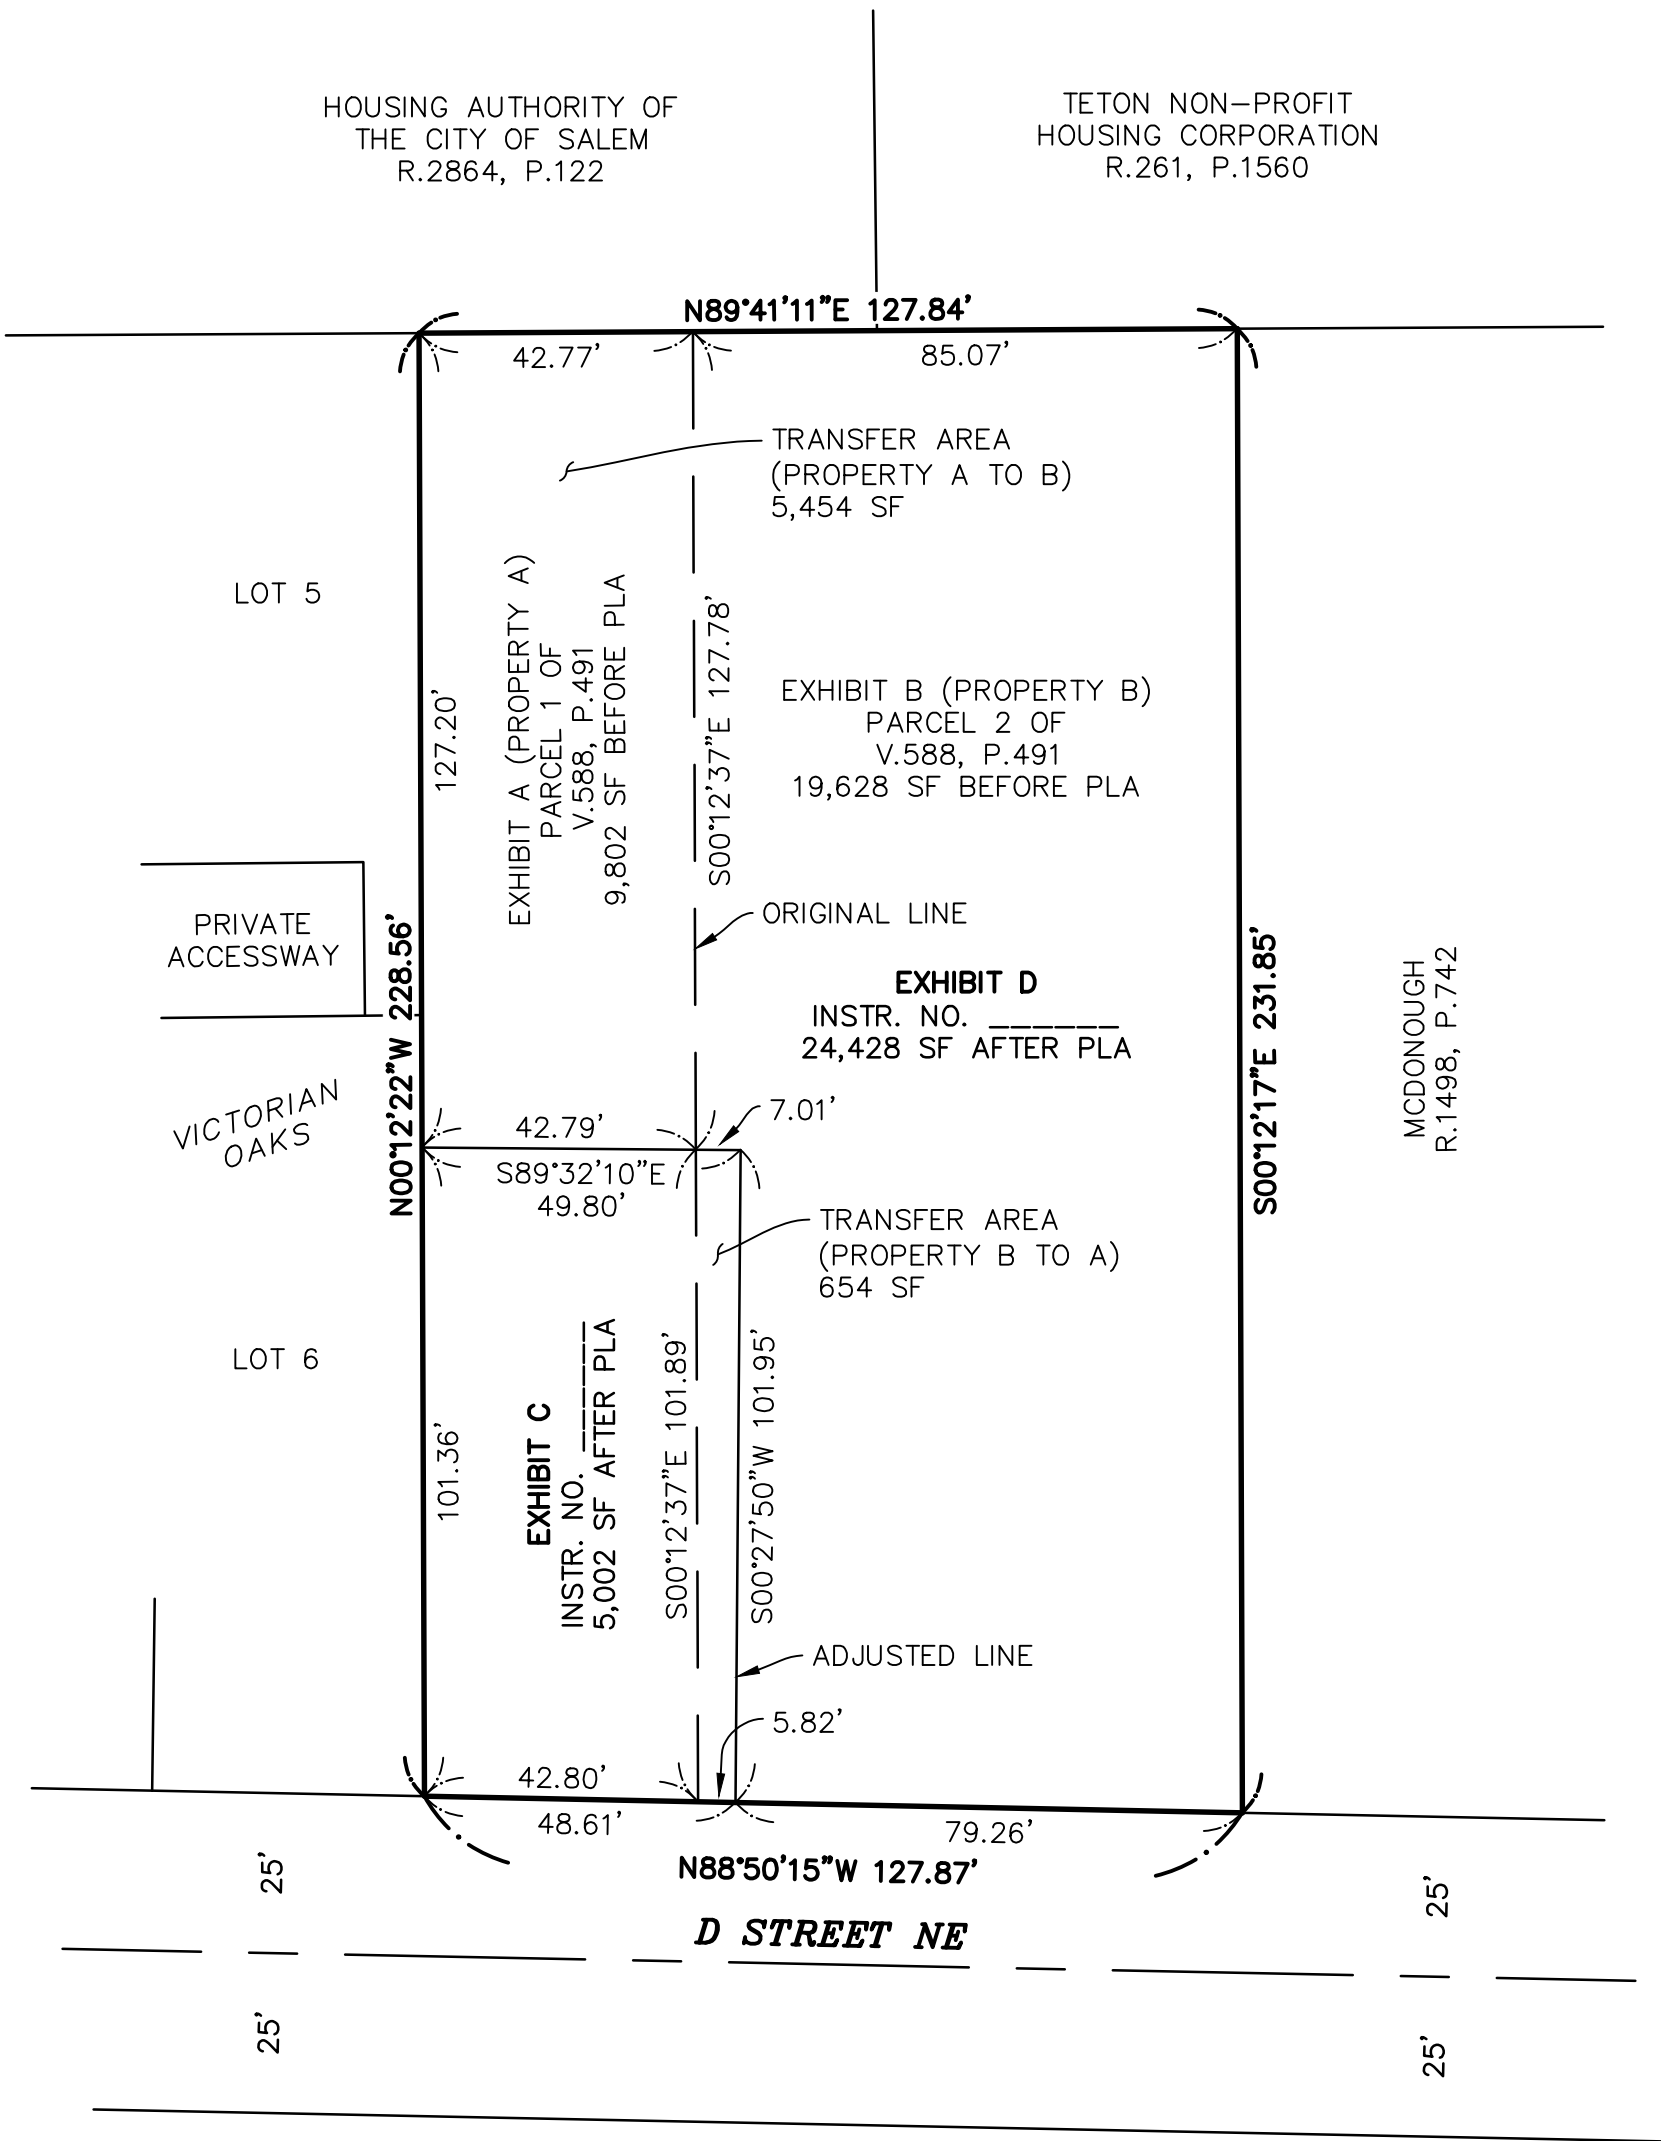 HOUSING AUTHORITY OF
THE CITY OF SALEM
R.2864, P.122
TETON NON-PROFIT
HOUSING CORPORATION
R.261, P.1560
N89°41'11"E 127.84'
42.77'
85.07'
TRANSFER AREA
(PROPERTY A TO B)
5,454 SF
LOT 5
127.20'
EXHIBIT A (PROPERTY A)
PARCEL 1 OF
V.588, P.491
9,802 SF BEFORE PLA
S00°12'37"E 127.78'
EXHIBIT B (PROPERTY B)
PARCEL 2 OF
V.588, P.491
19,628 SF BEFORE PLA
PRIVATE
ACCESSWAY
N00°12'22"W 228.56'
ORIGINAL LINE
EXHIBIT D
INSTR. NO. ______
24,428 SF AFTER PLA
S00°12'17"E 231.85'
MCDONOUGH
R.1498, P.742
VICTORIAN
OAKS
42.79'
7.01'
S89°32'10"E
49.80'
TRANSFER AREA
(PROPERTY B TO A)
654 SF
LOT 6
101.36'
EXHIBIT C
INSTR. NO. ______
5,002 SF AFTER PLA
S00°12'37"E 101.89'
S00°27'50"W 101.95'
ADJUSTED LINE
5.82'
42.80'
48.61'
79.26'
N88°50'15"W 127.87'
25'
25'
D STREET NE
25'
25'